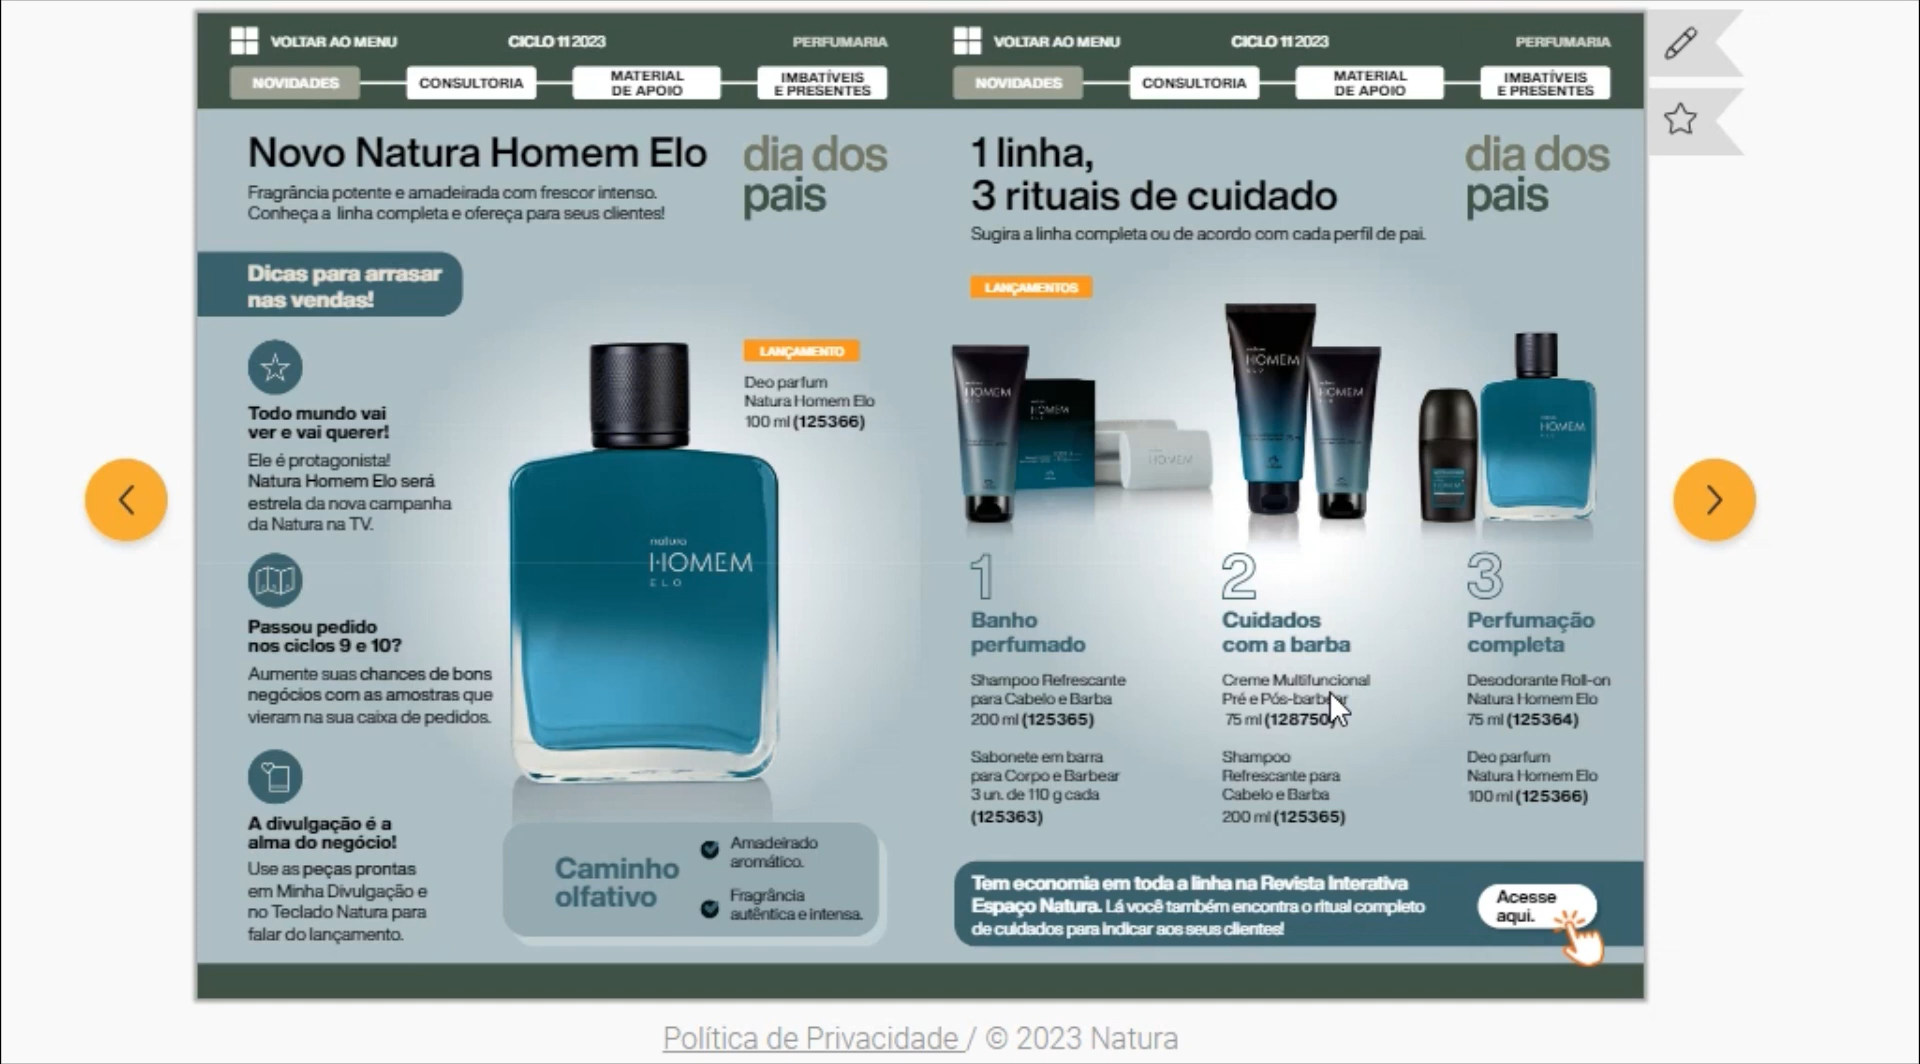 VOLTAR AO MENU
CICLO 11 2023
PERFUMARIA
NOVIDADES
CONSULTORIA
MATERIAL
DE APOIO
IMBATÍVEIS
E PRESENTES
Novo Natura Homem Elo
dia dos
pais
Fragrância potente e amadeirada com frescor intenso.
Conheça a linha completa e ofereça para seus clientes!
Dicas para arrasar
nas vendas!
Todo mundo vai
ver e vai querer!
Ele é protagonista!
Natura Homem Elo será
estrela da nova campanha
da Natura na TV.
Passou pedido
nos ciclos 9 e 10?
Aumente suas chances de bons
negócios com as amostras que
vieram na sua caixa de pedidos.
A divulgação é a
alma do negócio!
Use as peças prontas
em Minha Divulgação e
no Teclado Natura para
falar do lançamento.
LANÇAMENTO
Deo parfum
Natura Homem Elo
100 ml (125366)
natura
HOMEM
ELO
Caminho
olfativo
Amadeirado
aromático.
Fragrância
autêntica e intensa.
VOLTAR AO MENU
CICLO 11 2023
PERFUMARIA
NOVIDADES
CONSULTORIA
MATERIAL
DE APOIO
IMBATÍVEIS
E PRESENTES
1 linha,
3 rituais de cuidado
dia dos
pais
Sugira a linha completa ou de acordo com cada perfil de pai.
LANÇAMENTOS
HOMEM
HOMEM
HOMEM
HOMEM
HOMEM
HOMEM
HOMEM
1
Banho
perfumado
Shampoo Refrescante
para Cabelo e Barba
200 ml (125365)
Sabonete em barra
para Corpo e Barbear
3 un. de 110 g cada
(125363)
2
Cuidados
com a barba
Creme Multifuncional
Pré e Pós-barbear
75 ml (128750)
Shampoo
Refrescante para
Cabelo e Barba
200 ml (125365)
3
Perfumação
completa
Desodorante Roll-on
Natura Homem Elo
75 ml (125364)
Deo parfum
Natura Homem Elo
100 ml (125366)
Tem economia em toda a linha na Revista Interativa
Espaço Natura. Lá você também encontra o ritual completo
de cuidados para indicar aos seus clientes!
Acesse
aqui.
Política de Privacidade / © 2023 Natura